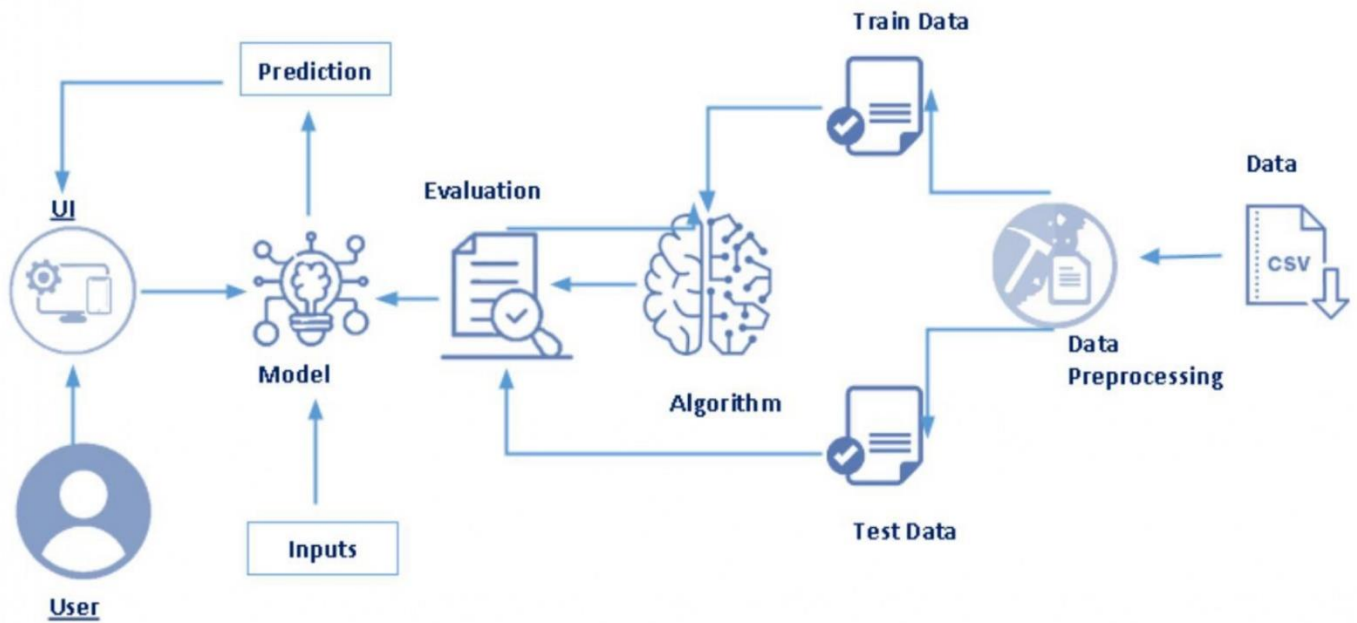 Train Data
Prediction
Data
Evaluation
UI
CSV
Data
Preprocessing
Model
Algorithm
Test Data
Inputs
User